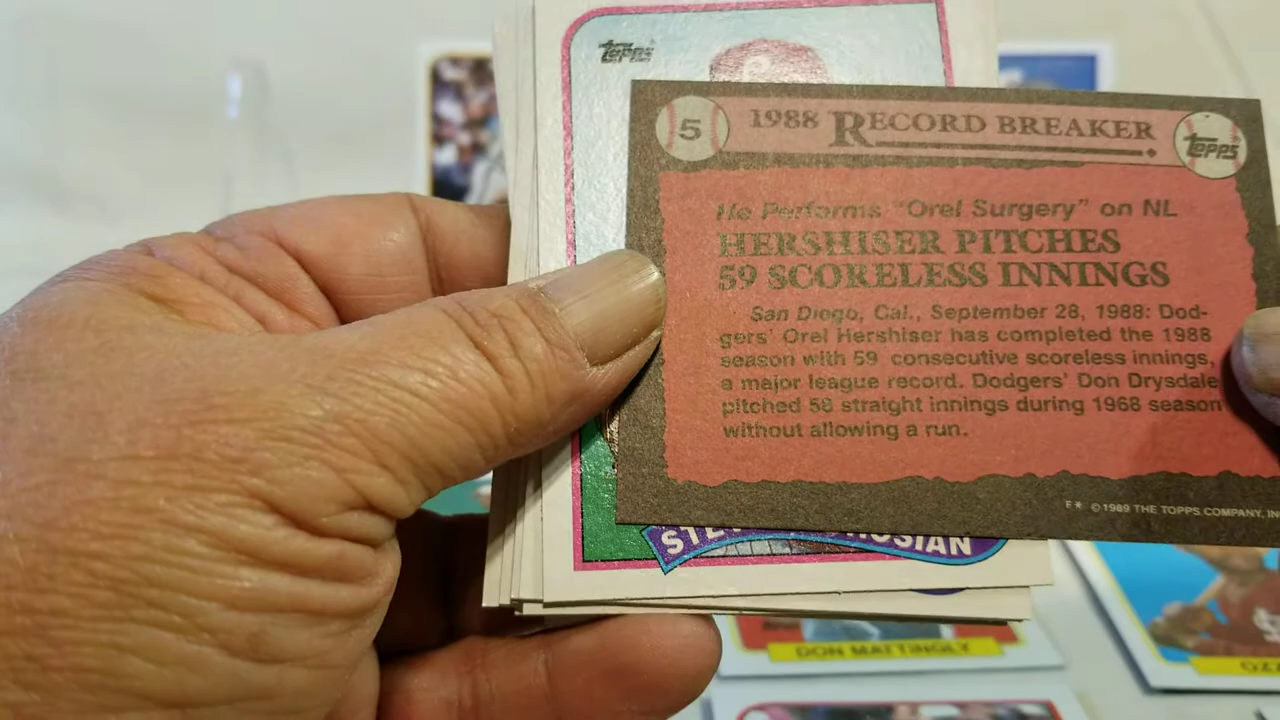 Topps
5
1988 RECORD BREAKER
Topps
He Performs "Orel Surgery" on NL
HERSHISER PITCHES
59 SCORELESS INNINGS
San Diego, Cal., September 28, 1988: Dod-
gers' Orel Hershiser has completed the 1988
season with 59 consecutive scoreless innings,
a major league record. Dodgers' Don Drysdale
pitched 58 straight innings during 1968 season
without allowing a run.
F* ©1989 THE TOPPS COMPANY, IN
DON MATTINGLY